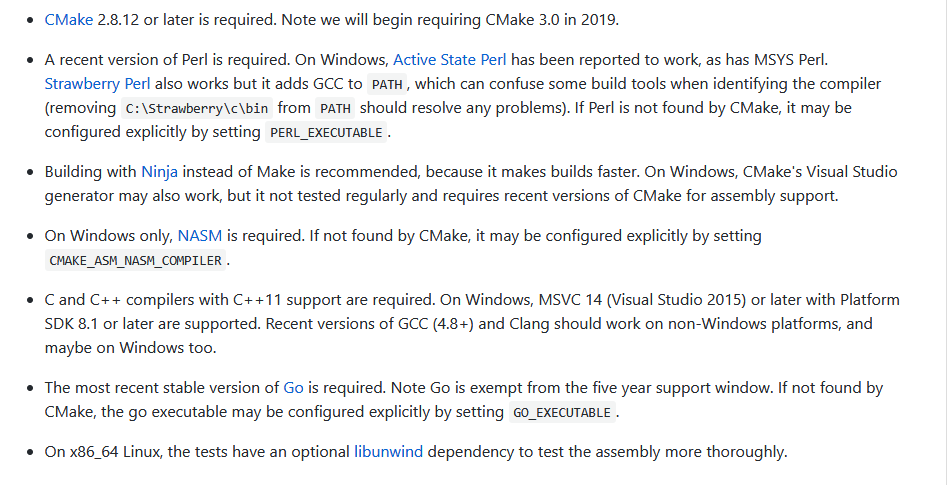 CMake 2.8.12 or later is required. Note we will begin requiring CMake 3.0 in 2019.
A recent version of Perl is required. On Windows, Active State Perl has been reported to work, as has MSYS Perl.
Strawberry Perl also works but it adds GCC to PATH, which can confuse some build tools when identifying the compiler
(removing C:\Strawberry\c\bin from PATH should resolve any problems). If Perl is not found by CMake, it may be
configured explicitly by setting PERL_EXECUTABLE.
Building with Ninja instead of Make is recommended, because it makes builds faster. On Windows, CMake's Visual Studio
generator may also work, but it not tested regularly and requires recent versions of CMake for assembly support.
On Windows only, NASM is required. If not found by CMake, it may be configured explicitly by setting
CMAKE_ASM_NASM_COMPILER.
C and C++ compilers with C++11 support are required. On Windows, MSVC 14 (Visual Studio 2015) or later with Platform
SDK 8.1 or later are supported. Recent versions of GCC (4.8+) and Clang should work on non-Windows platforms, and
maybe on Windows too.
The most recent stable version of Go is required. Note Go is exempt from the five year support window. If not found by
CMake, the go executable may be configured explicitly by setting GO_EXECUTABLE.
On x86_64 Linux, the tests have an optional libunwind dependency to test the assembly more thoroughly.